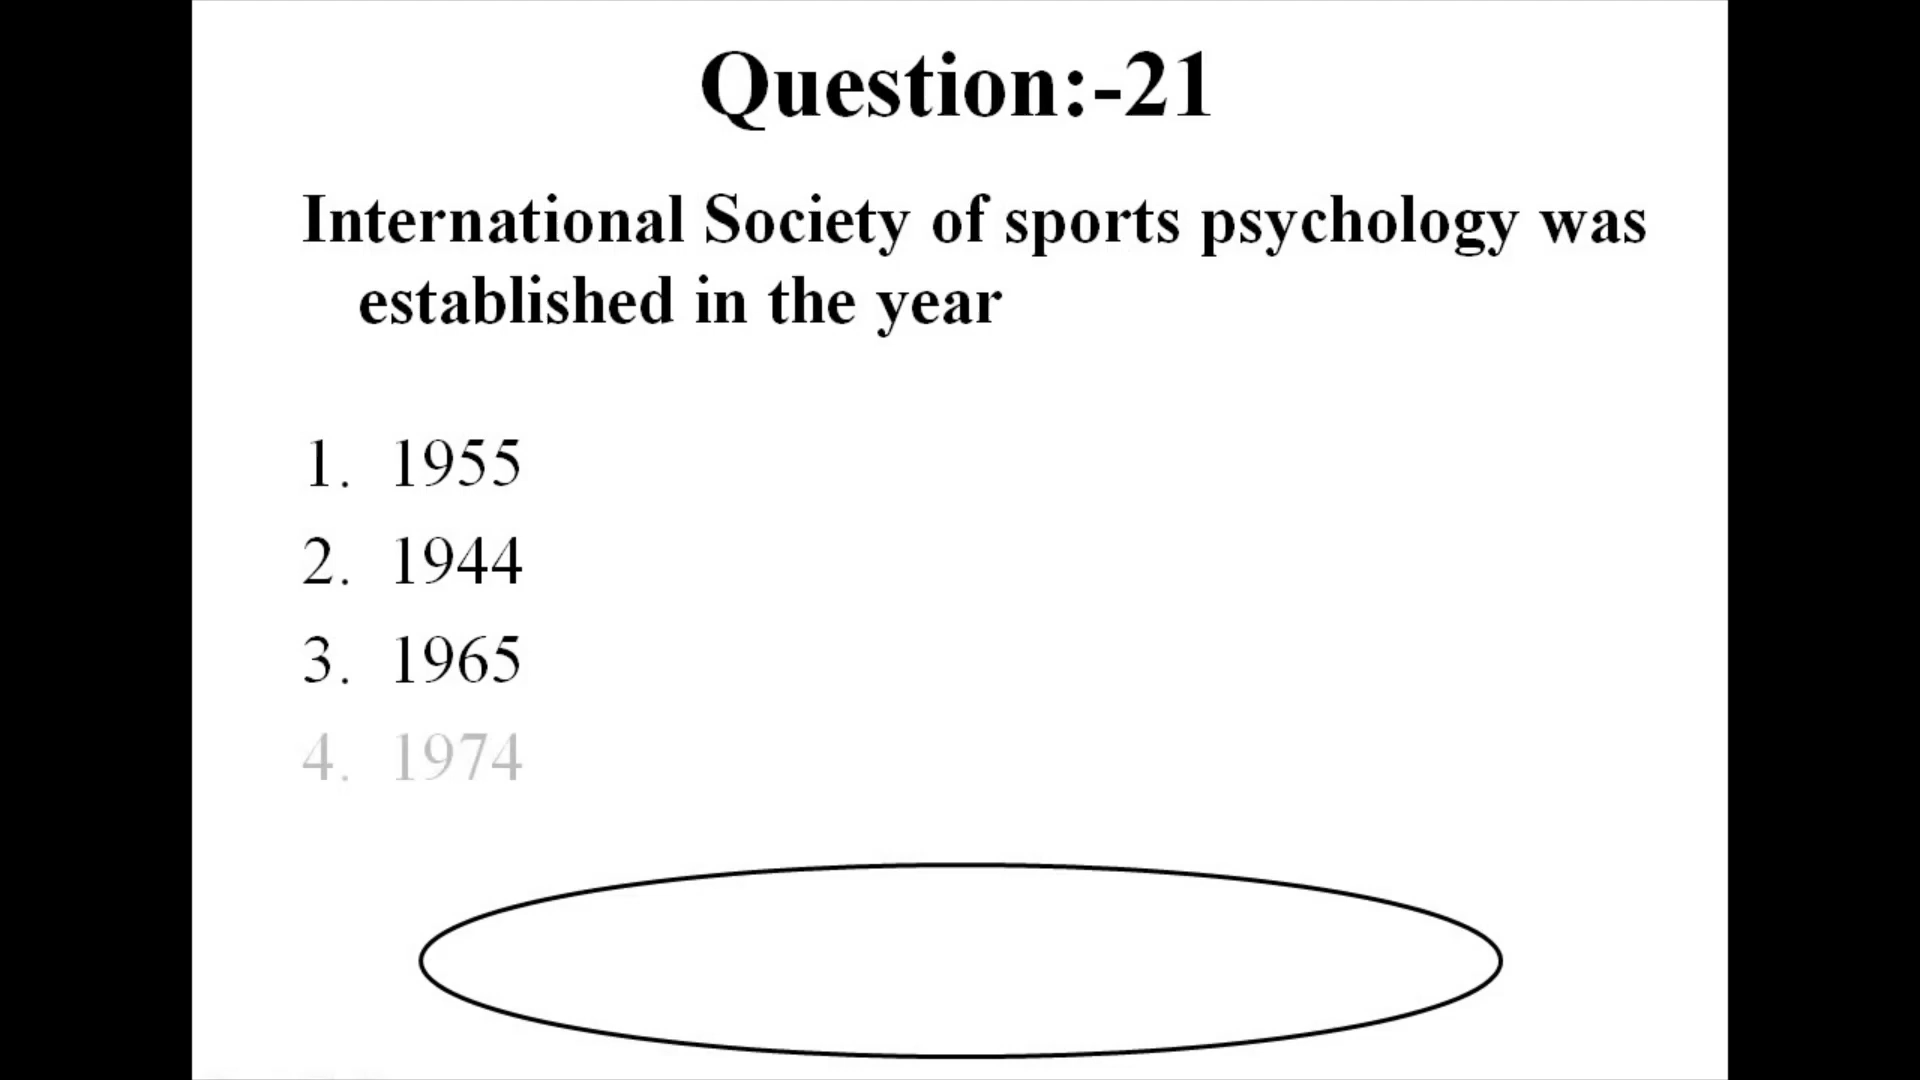 Question:-21
International Society of sports psychology was
established in the year
1. 1955
2. 1944
3. 1965
4. 1974